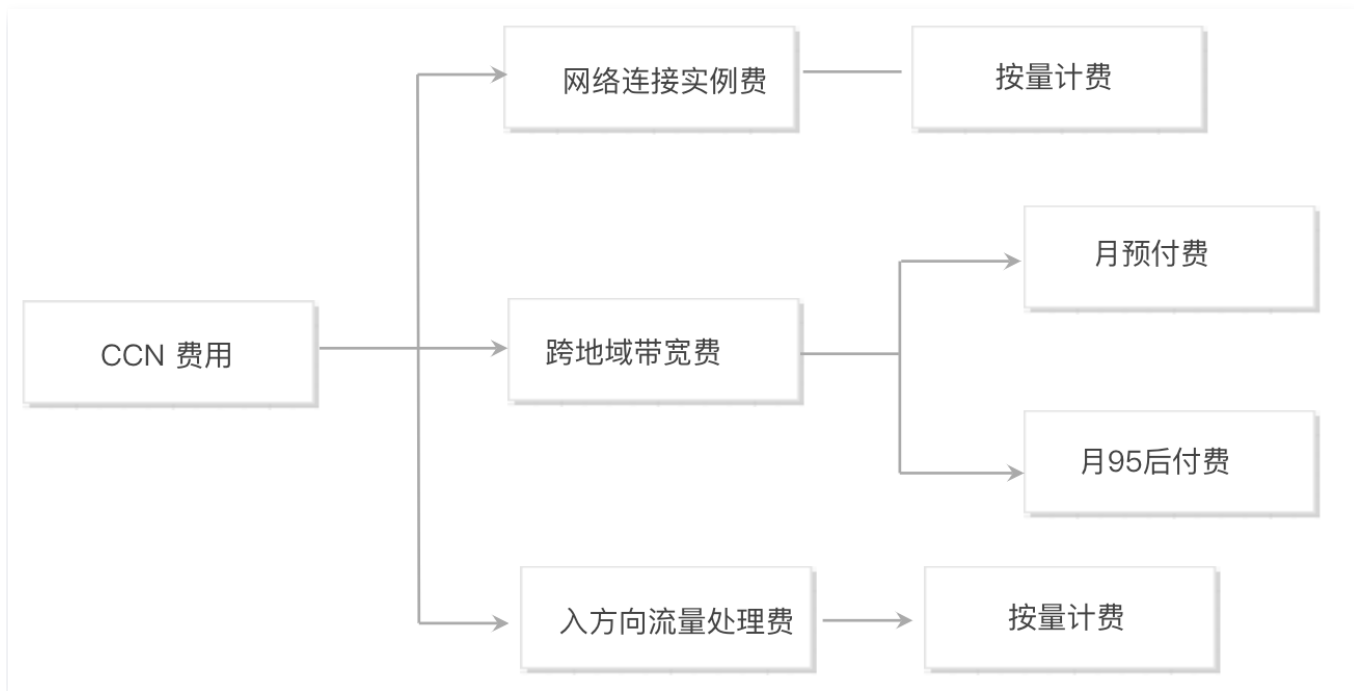 网络连接实例费
按量计费
月预付费
CCN 费用
跨地域带宽费
月95后付费
入方向流量处理费
按量计费